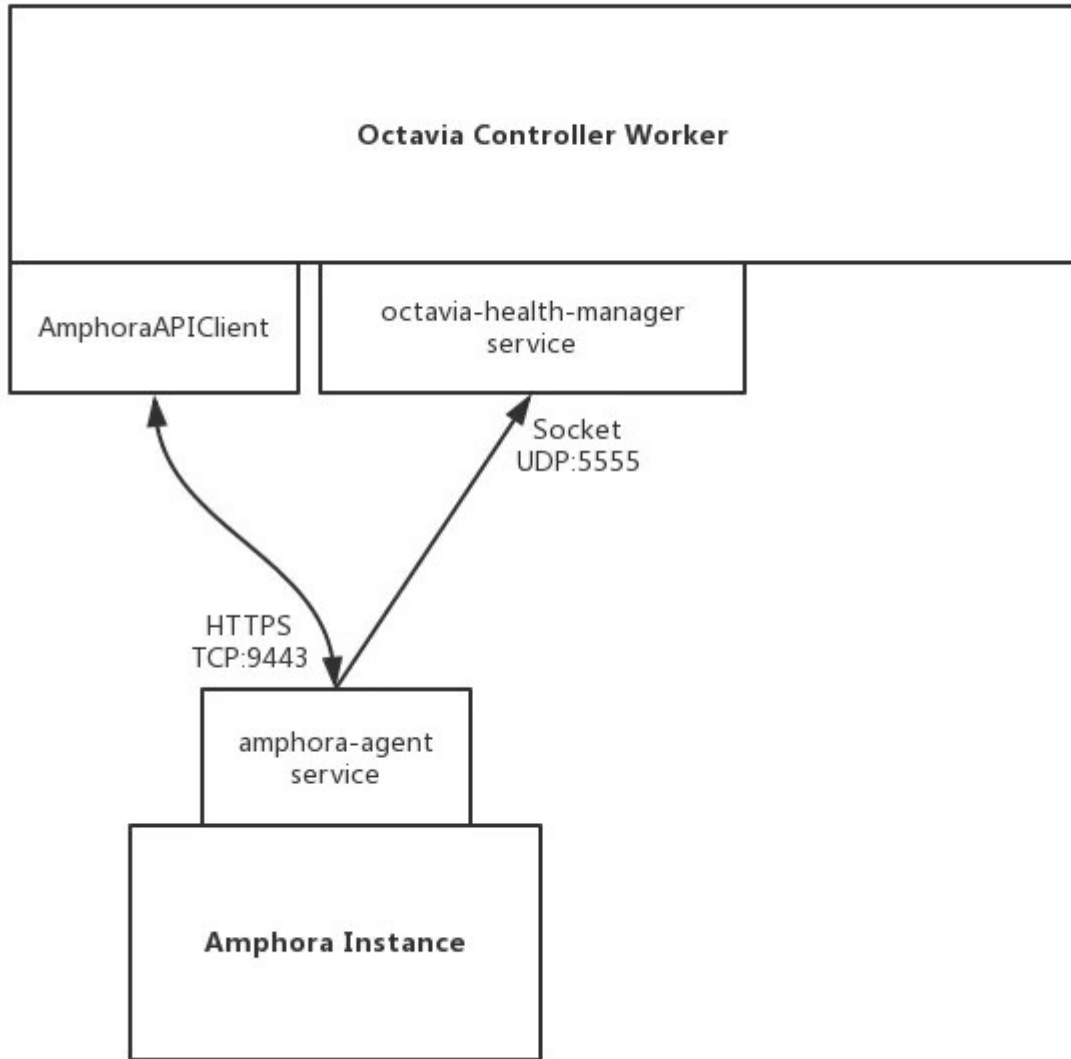 Octavia Controller Worker
AmphoraAPIClient
octavia-health-manager
service
Socket
UDP:5555
HTTPS
TCP:9443
amphora-agent
service
Amphora Instance